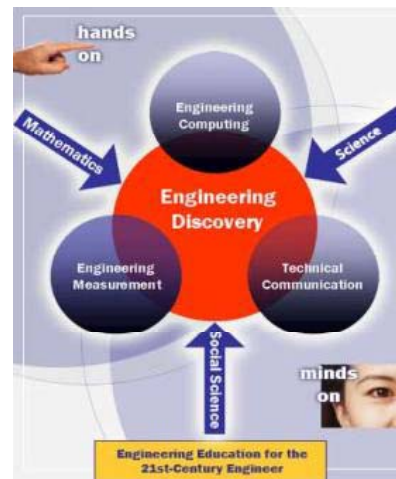 hands
on
Engineering
Computing
Mathematics
Science
Engineering
Discovery
Engineering
Measurement
Technical
Communication
Social Science
minds
on
Engineering Education for the
21st-Century Engineer